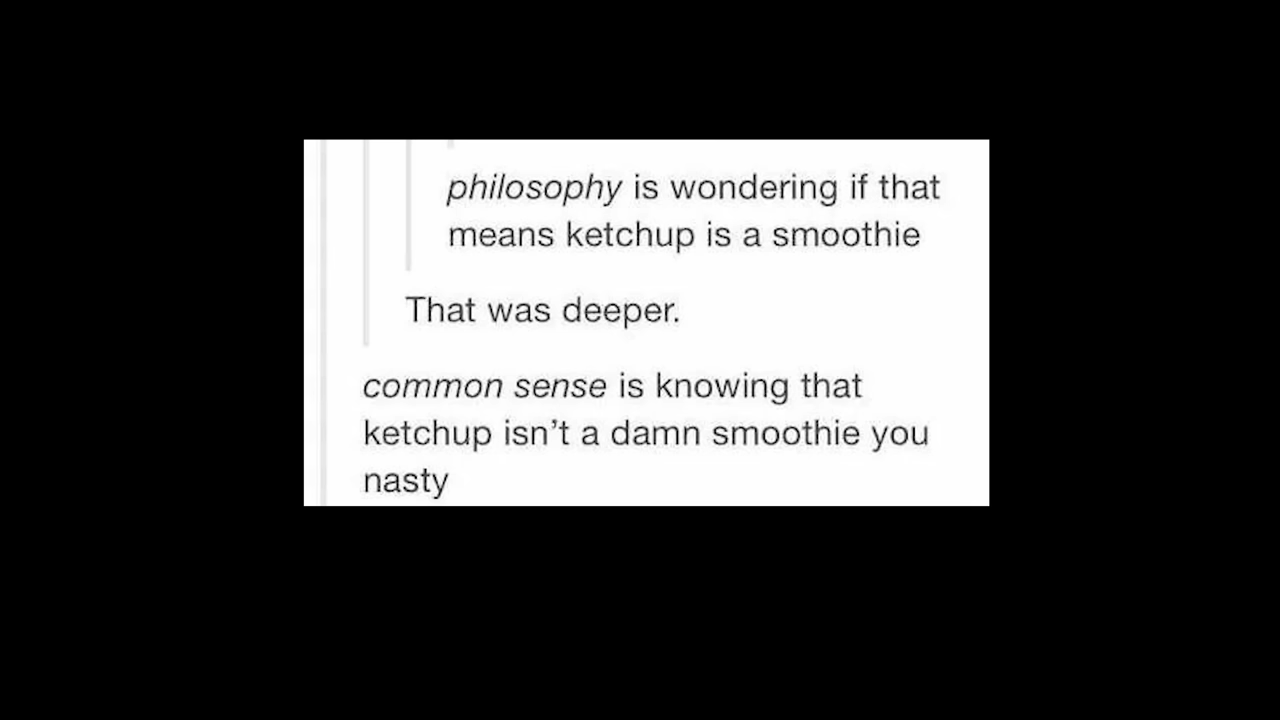 philosophy is wondering if that
means ketchup is a smoothie
That was deeper.
common sense is knowing that
ketchup isn’t a damn smoothie you
nasty